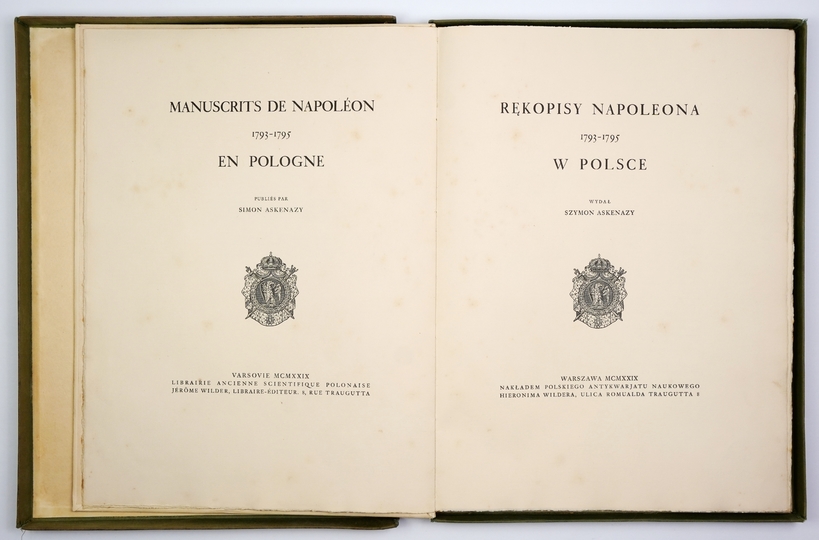 MANUSCRITS DE NAPOLÉON
1793-1795
EN POLOGNE
PUBLIÉS PAR
SIMON ASKENAZY
VARSOVIE MCMXXIX
LIBRAIRIE ANCIENNE SCIENTIFIQUE POLONAISE
JÉRÔME WILDER, LIBRAIRE-ÉDITEUR. 8, RUE TRAUGUTTA
RĘKOPISY NAPOLEONA
1793-1795
W POLSCE
WYDAŁ
SZYMON ASKENAZY
WARSZAWA MCMXXIX
NAKŁADEM POLSKIEGO ANTYKWARJATU NAUKOWEGO
HIERONIMA WILDERA, ULICA ROMUALDA TRAUGUTTA 8